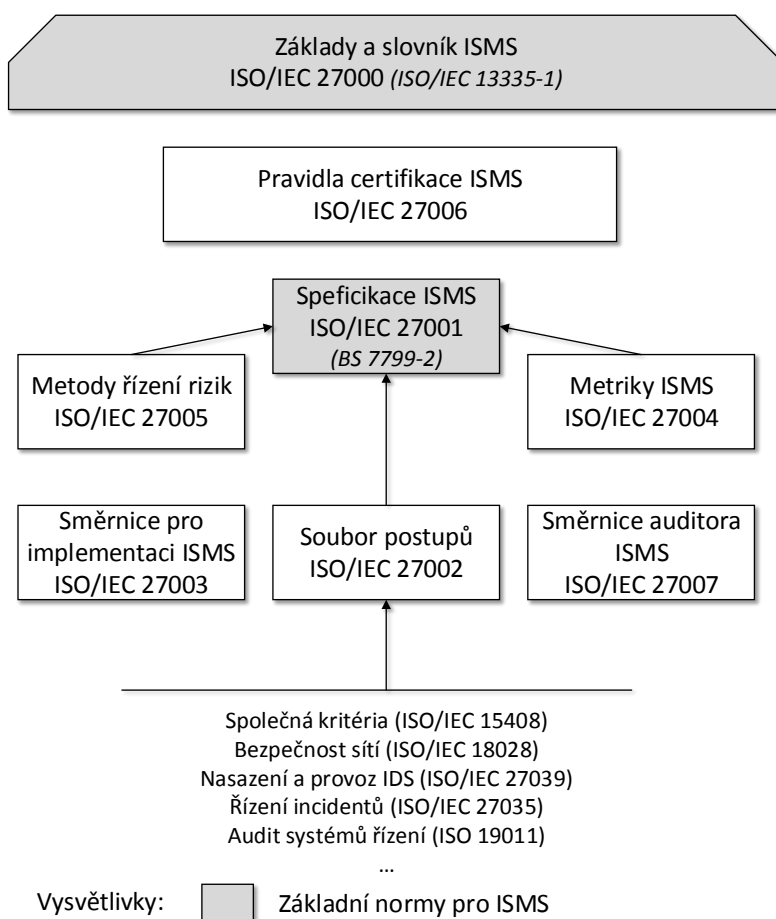 Základy a slovník ISMS
ISO/IEC 27000 (ISO/IEC 13335-1)
Pravidla certifikace ISMS
ISO/IEC 27006
Speficikace ISMS
ISO/IEC 27001
(BS 7799-2)
Metody řízení rizik
ISO/IEC 27005
Metriky ISMS
ISO/IEC 27004
Směrnice pro
implementaci ISMS
ISO/IEC 27003
Soubor postupů
ISO/IEC 27002
Směrnice auditora
ISMS
ISO/IEC 27007
Společná kritéria (ISO/IEC 15408)
Bezpečnost sítí (ISO/IEC 18028)
Nasazení a provoz IDS (ISO/IEC 27039)
Řízení incidentů (ISO/IEC 27035)
Audit systémů řízení (ISO 19011)
...
Vysvětlivky:
Základní normy pro ISMS